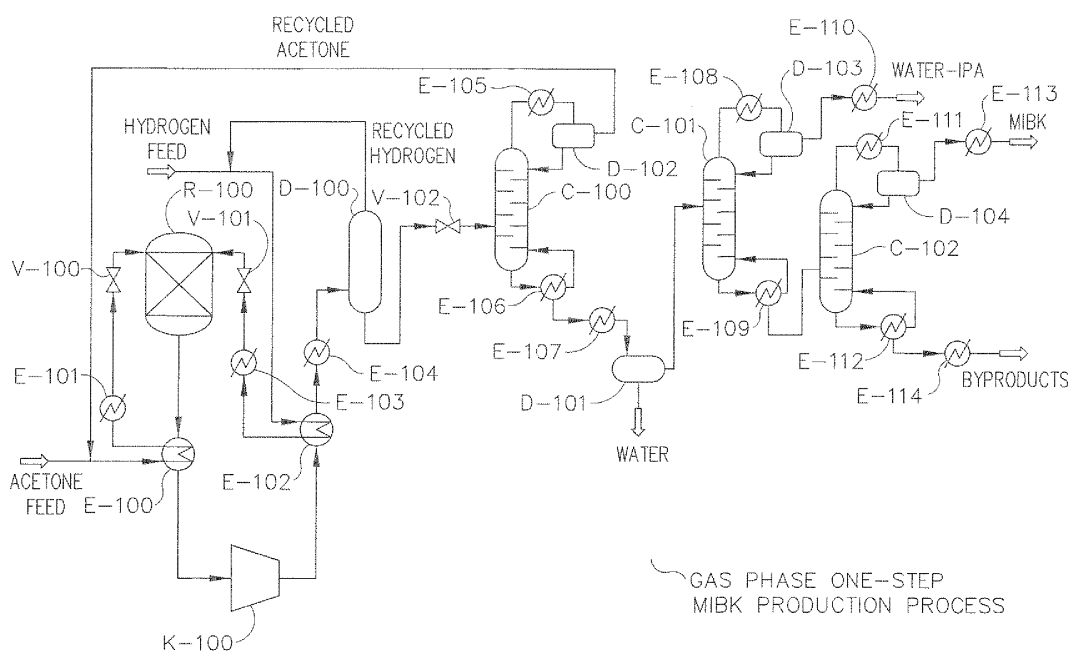 RECYCLED
ACETONE
E-110
D-103
WATER-IPA
E-108
E-113
MIBK
E-105
E-111
C-101
HYDROGEN
FEED
RECYCLED
HYDROGEN
D-102
R-100
D-100
V-102
C-100
V-101
D-104
C-102
V-100
E-106
E-109
E-107
E-112
E-101
E-104
E-103
D-101
E-114
BYPRODUCTS
WATER
ACETONE
FEED
E-100
E-102
K-100
GAS PHASE ONE-STEP
MIBK PRODUCTION PROCESS